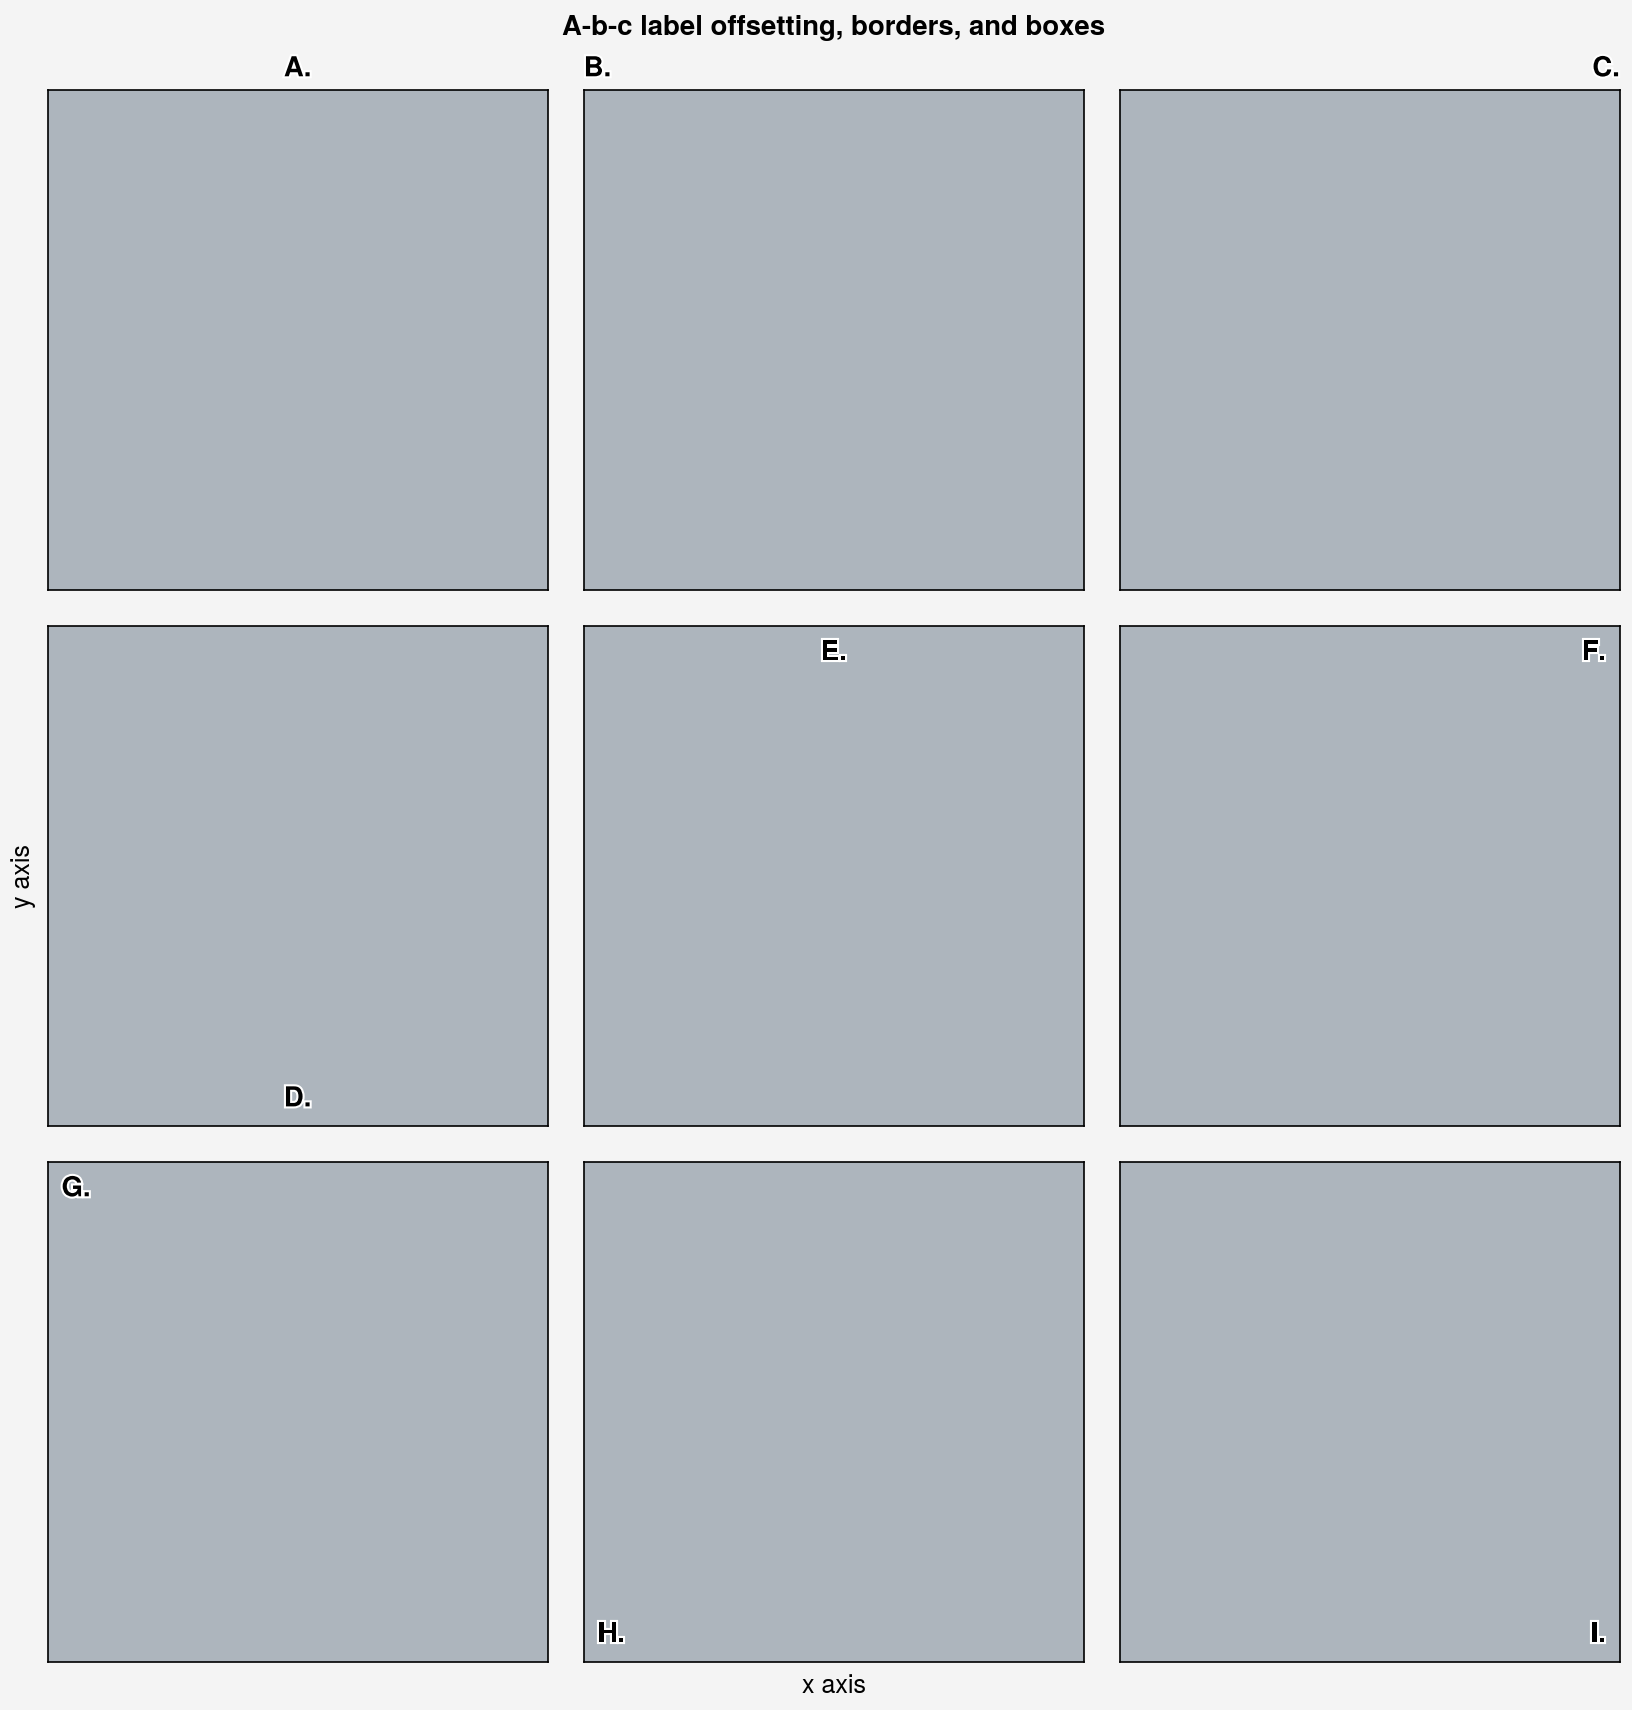 A-b-c label offsetting, borders, and boxes
A.
B.
C.
E.
F.
y axis
D.
G.
H.
I.
x axis